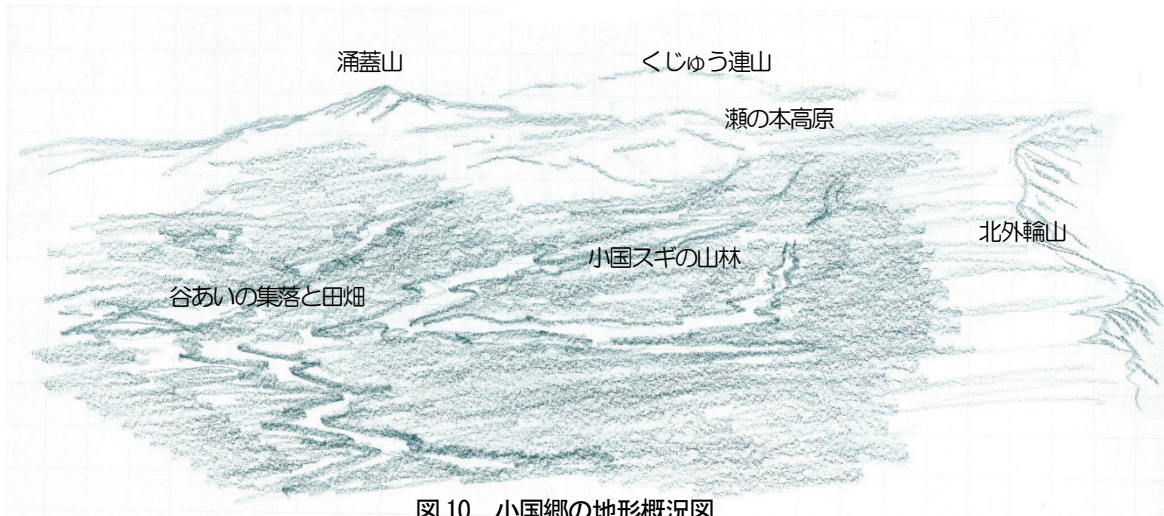 涌蓋山
くじゅう連山
瀬の本高原
北外輪山
小国スギの山林
谷あいの集落と田畑
図10 小国郷の地形概況図